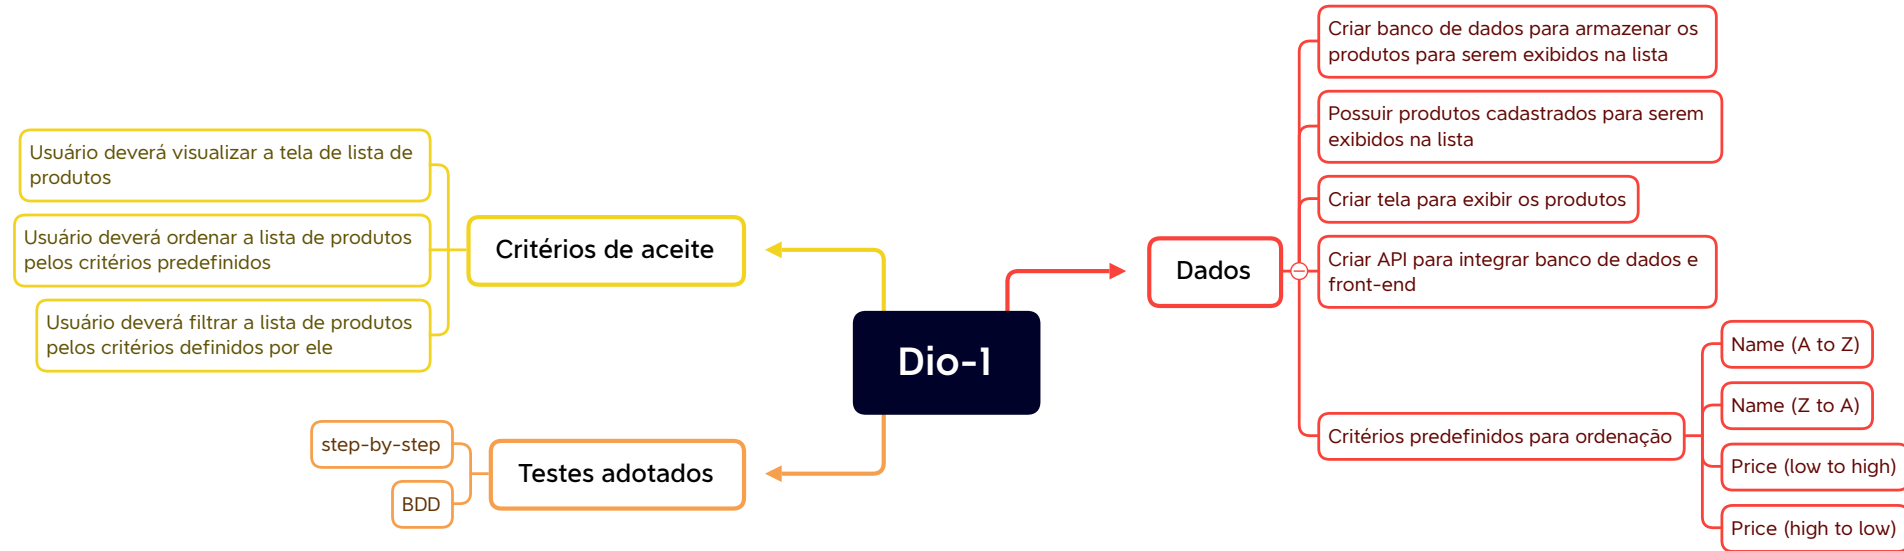 Usuário deverá visualizar a tela de lista de
produtos
Usuário deverá ordenar a lista de produtos
pelos critérios predefinidos
Usuário deverá filtrar a lista de produtos
pelos critérios definidos por ele
Critérios de aceite
step-by-step
BDD
Testes adotados
Dio-1
Dados
Criar banco de dados para armazenar os
produtos para serem exibidos na lista
Possuir produtos cadastrados para serem
exibidos na lista
Criar tela para exibir os produtos
Criar API para integrar banco de dados e
front-end
Critérios predefinidos para ordenação
Name (A to Z)
Name (Z to A)
Price (low to high)
Price (high to low)